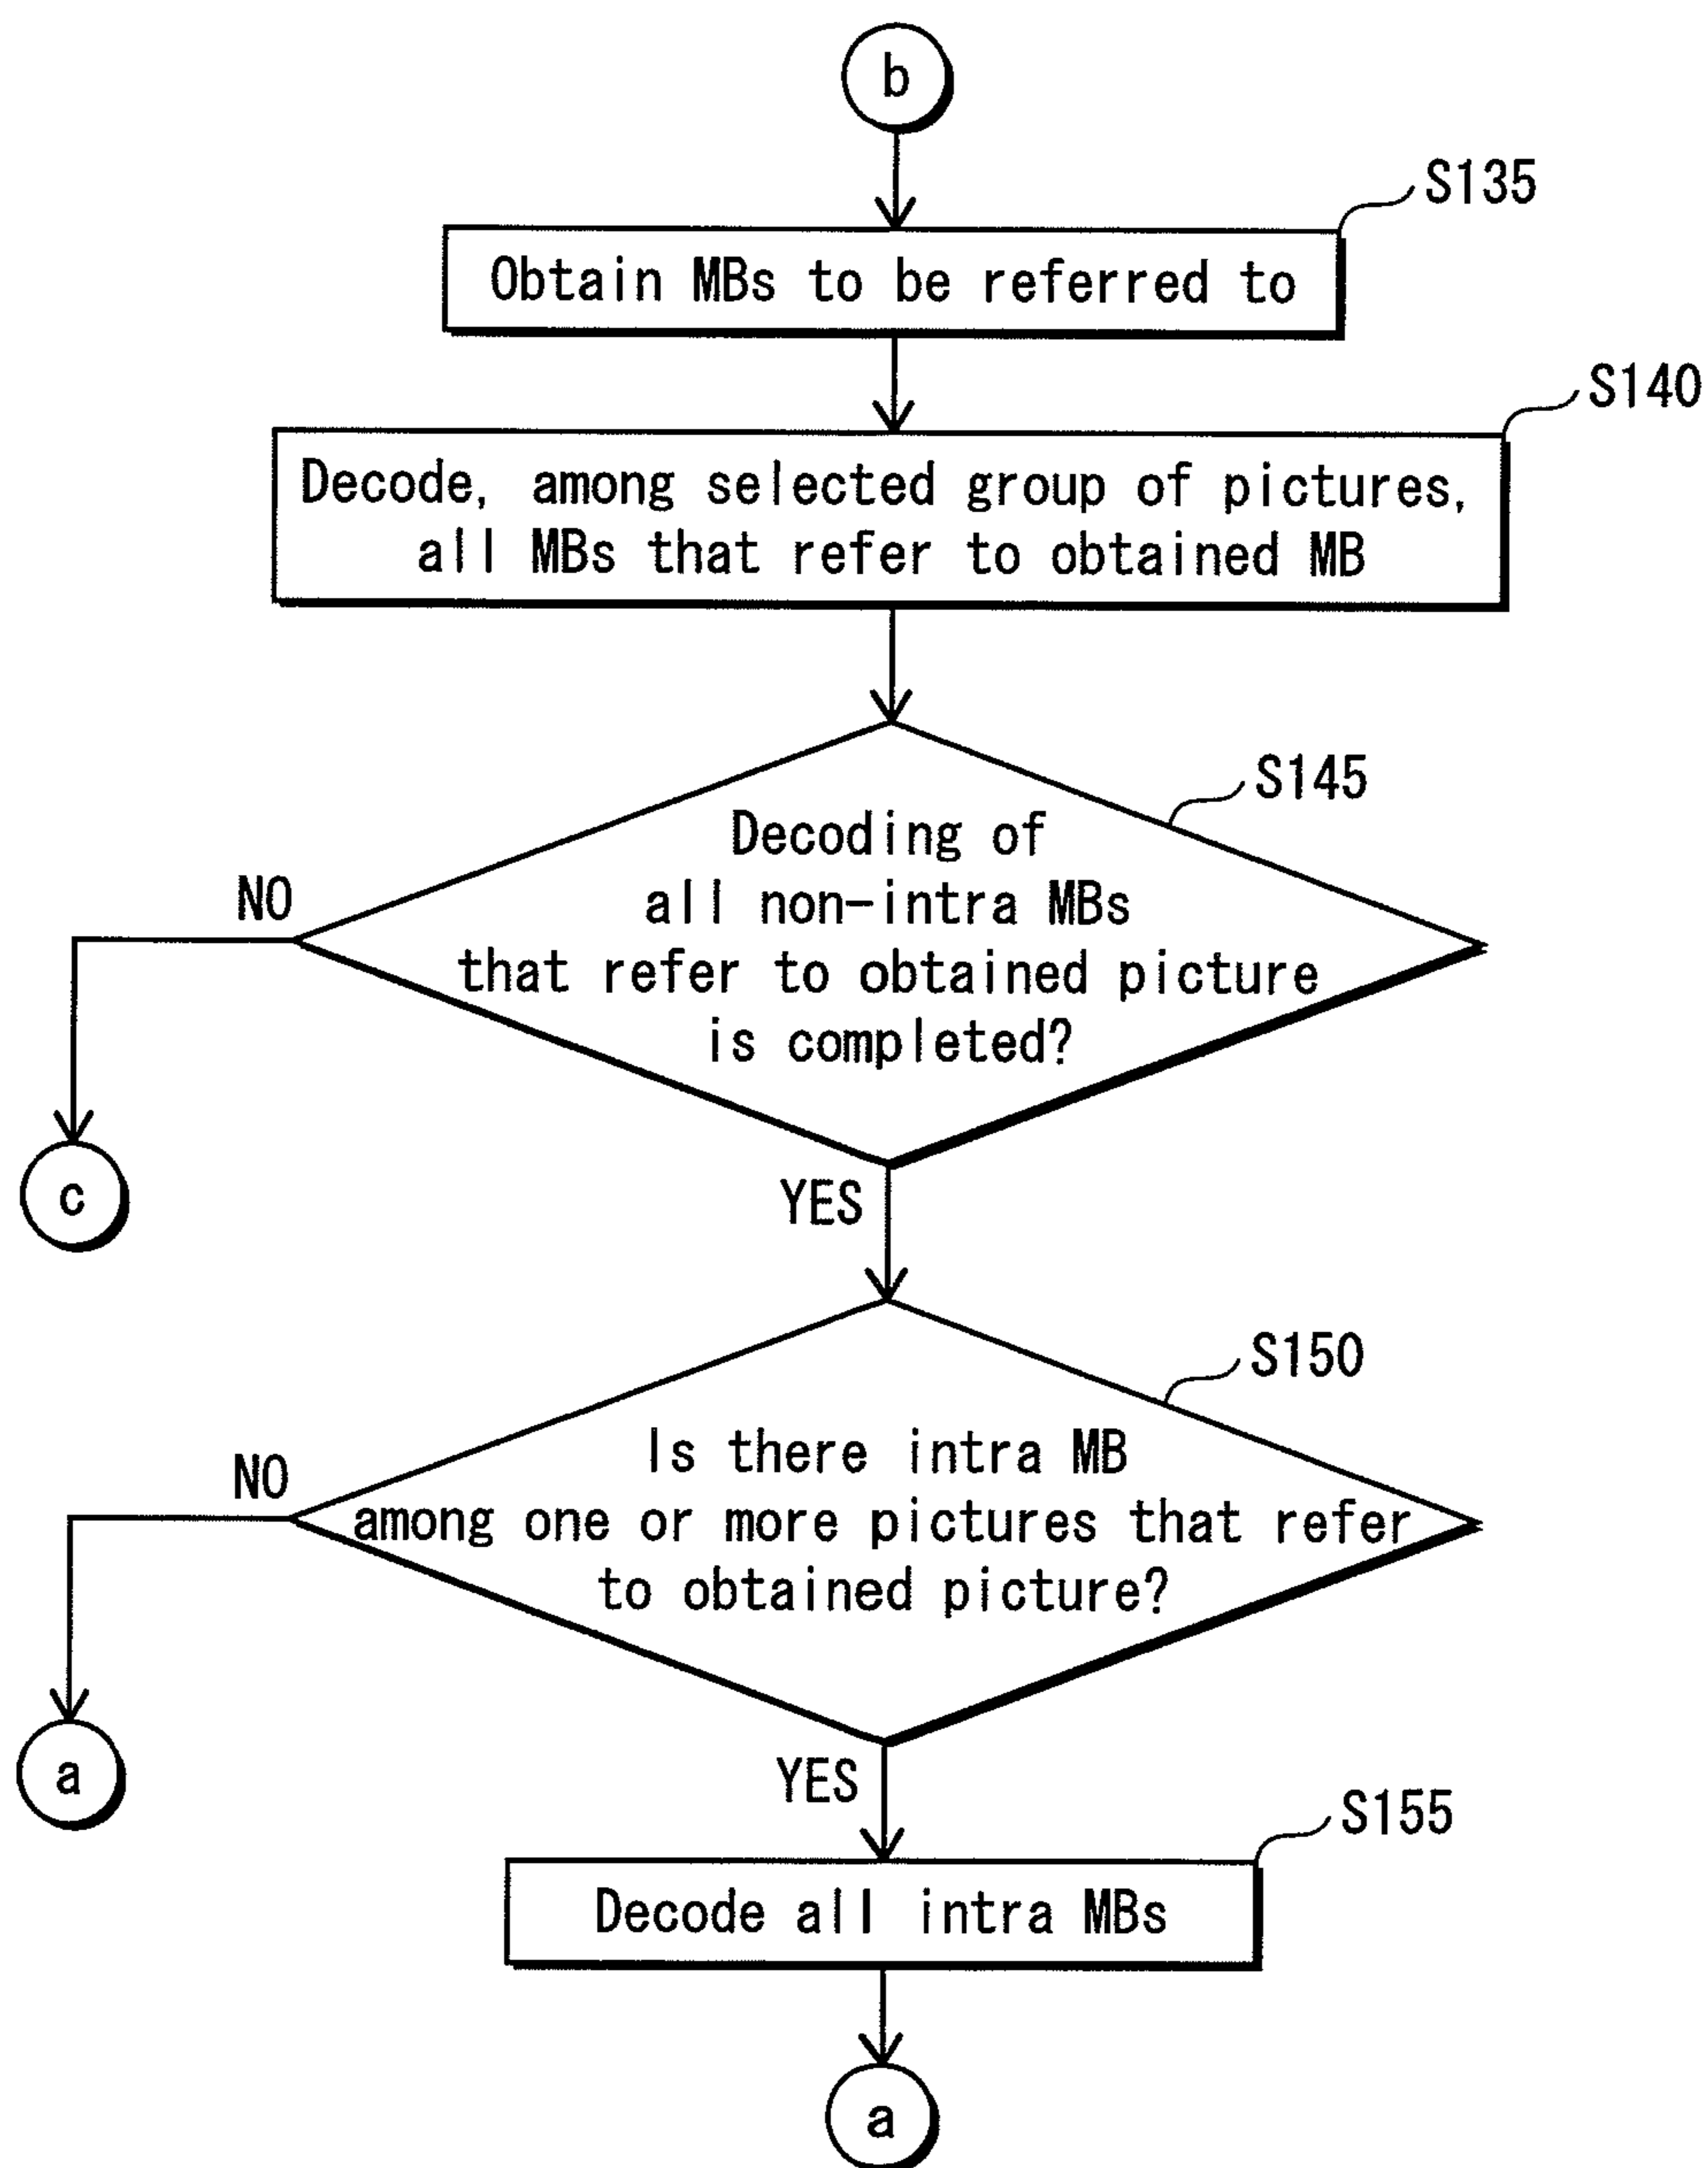 b
S135
Obtain MBs to be referred to
S140
Decode, among selected group of pictures,
all MBs that refer to obtained MB
S145
Decoding of
all non-intra MBs
that refer to obtained picture
is completed?
NO
c
YES
S150
Is there intra MB
among one or more pictures that refer
to obtained picture?
NO
a
YES
S155
Decode all intra MBs
a